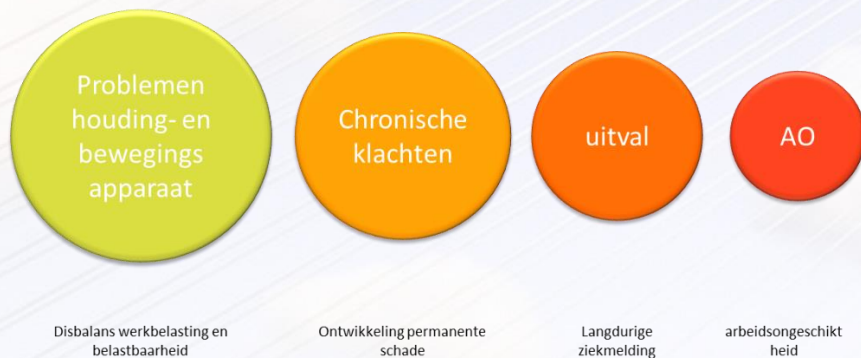 Problemen
houding- en
bewegings
apparaat
Chronische
klachten
uitval
AO
Disbalans werkbelasting en
belastbaarheid
Ontwikkeling permanente
schade
Langdurige
ziekmelding
arbeidsongeschikt
heid